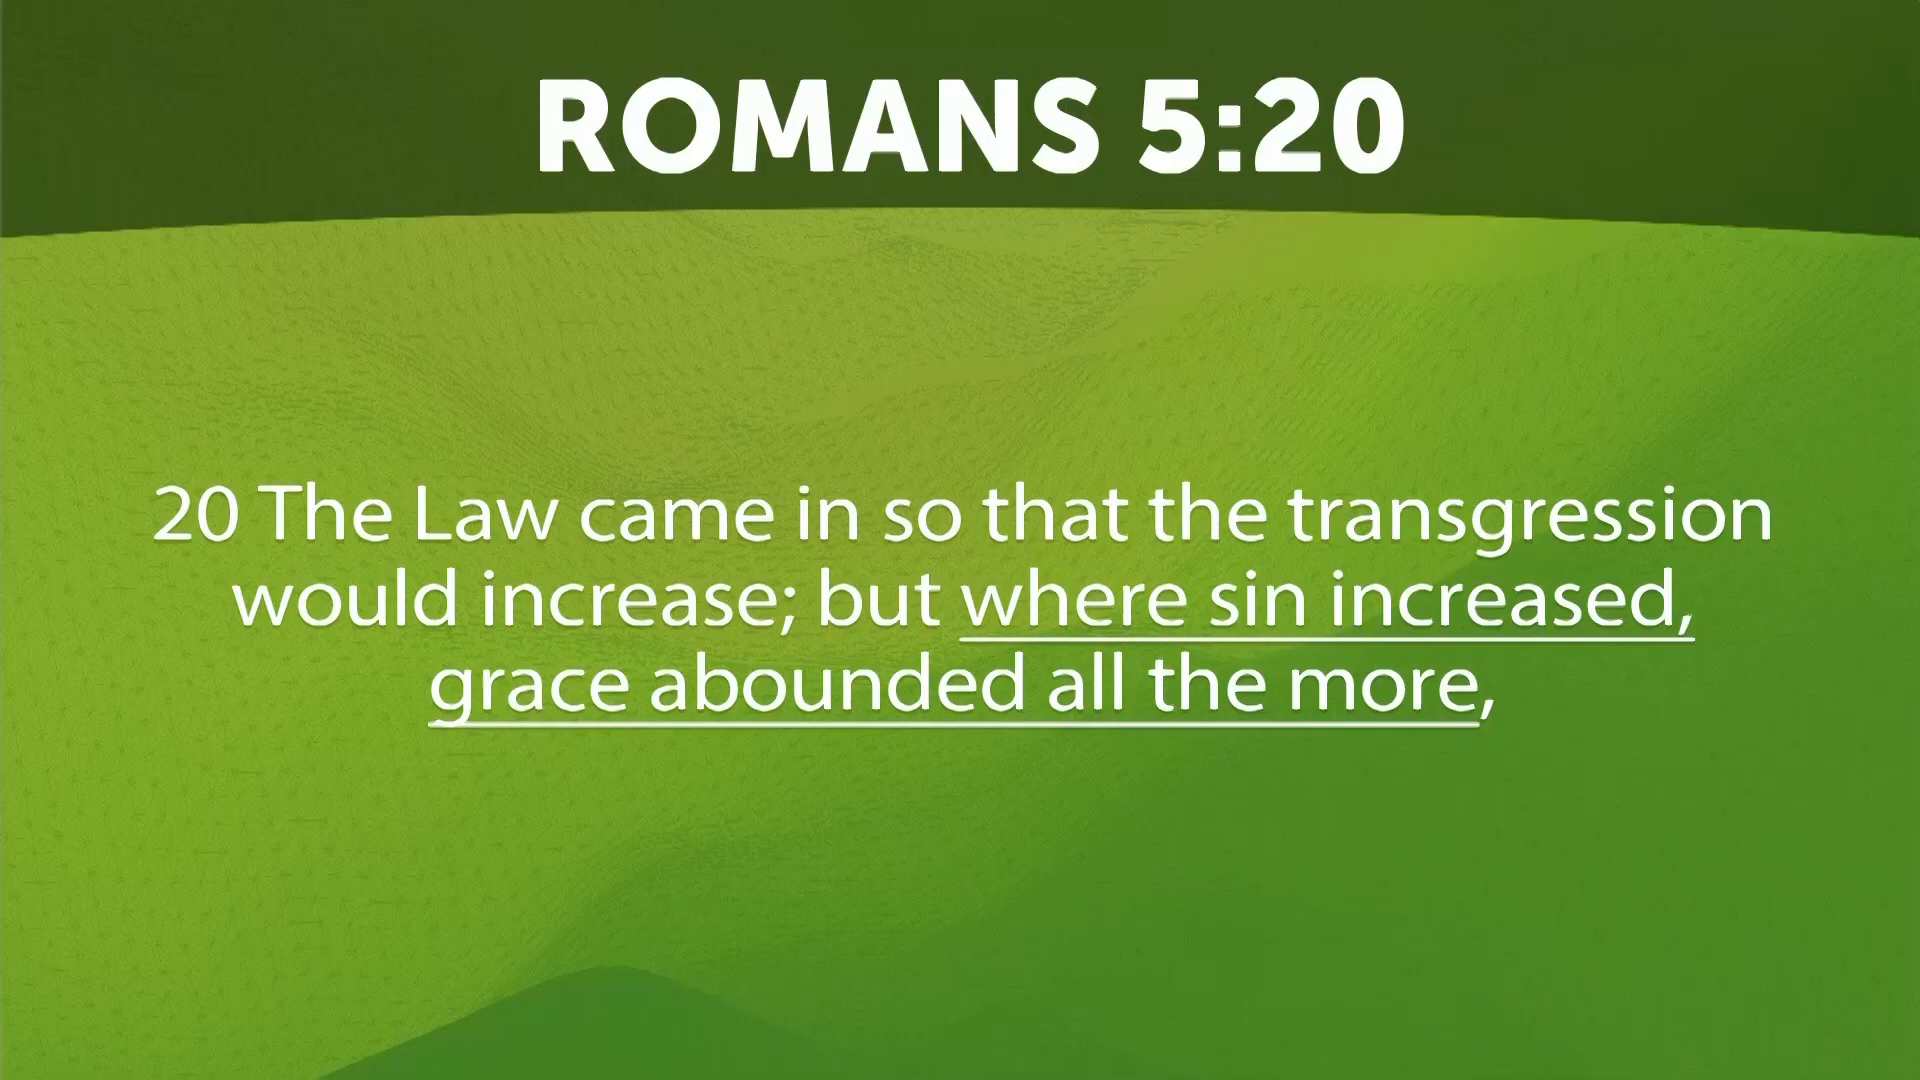 ROMANS 5:20
20 The Law came in so that the transgression
would increase; but where sin increased,
grace abounded all the more,